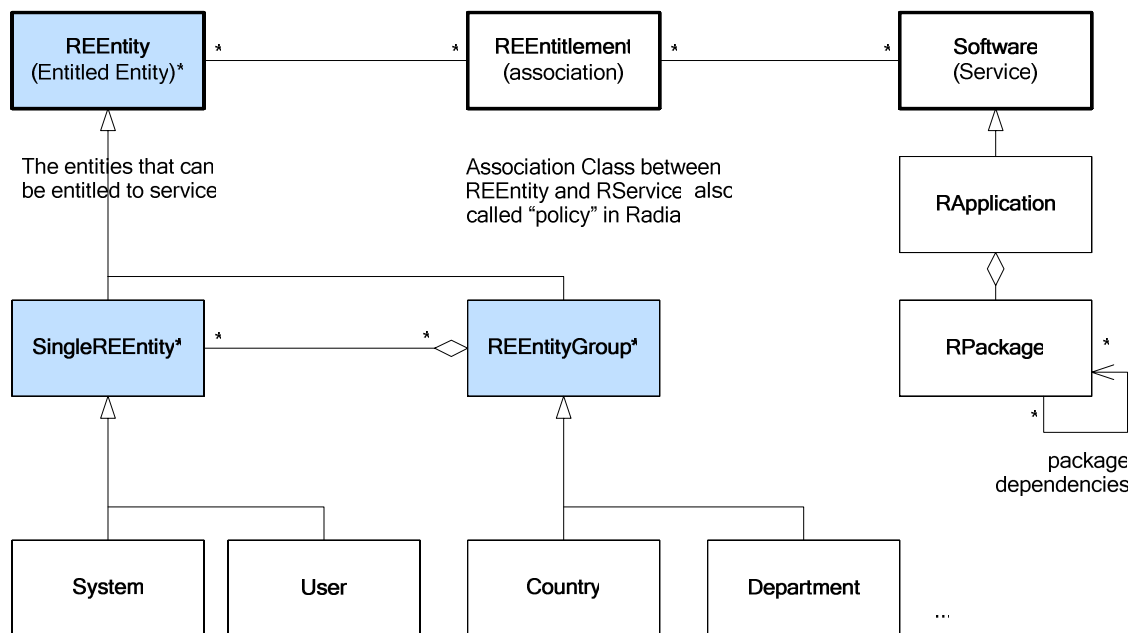 REEntity
(Entitled Entity)*
*
*
REEntitlement
(association)
*
*
Software
(Service)
The entities that can
be entitled to service
Association Class between
REEntity and RService also
called “policy” in Radia
RApplication
SingleREEntity*
*
*
REEntityGroup*
RPackage
*
*
package
dependencies
System
User
Country
Department
...